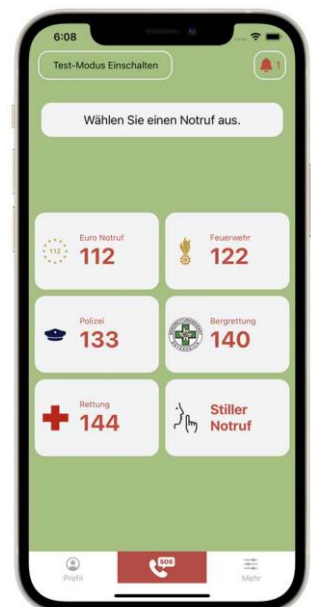 6:08
Test-Modus Einschalten
1
Wählen Sie einen Notruf aus.
Euro Notruf
112
112
Feuerwehr
122
Polizei
133
Bergrettung
140
Rettung
144
Stiller
Notruf
SOS
Profil
Mehr